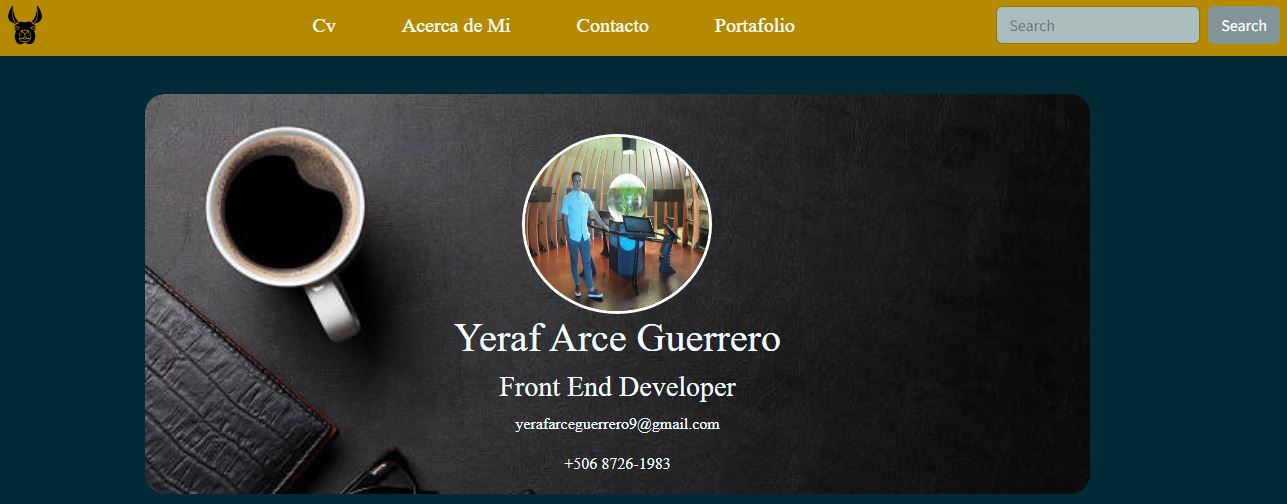 Cv Acerca de Mi Contacto Portafolio Search Search
Yeraf Arce Guerrero
Front End Developer
yerafarceguerrero9@gmail.com
+506 8726-1983